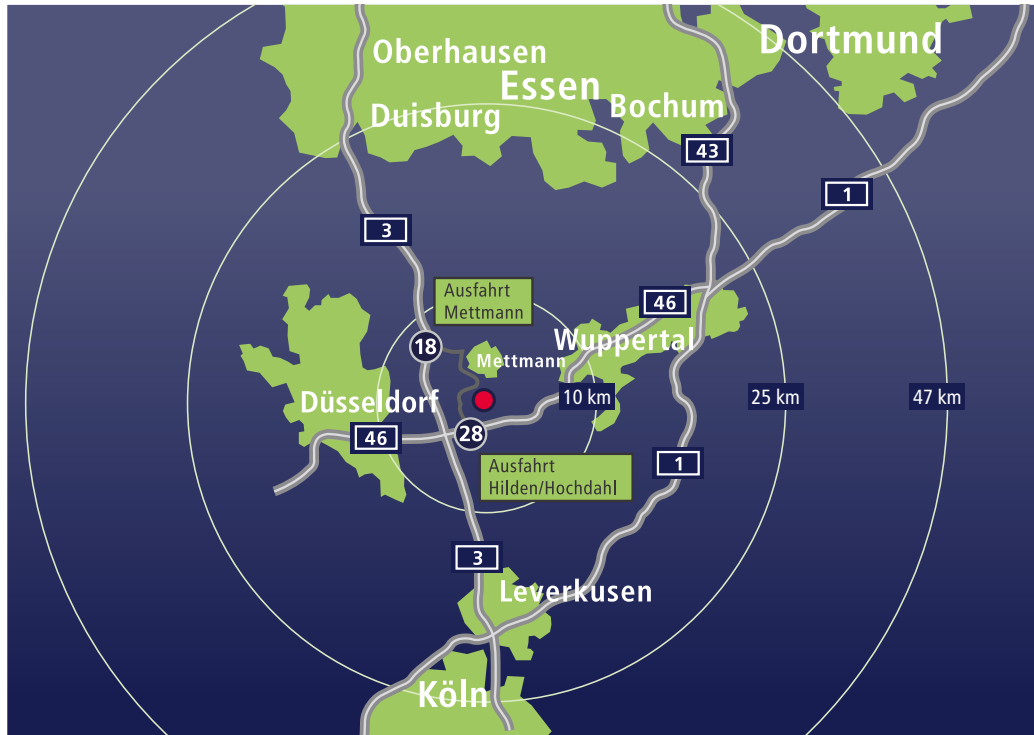 Dortmund
Oberhausen
Essen
Bochum
Duisburg
43
1
3
Ausfahrt
Mettmann
46
18
Wuppertal
Mettmann
Düsseldorf
10 km
25 km
47 km
46
28
Ausfahrt
Hilden/Hochdahl
1
3
Leverkusen
Köln